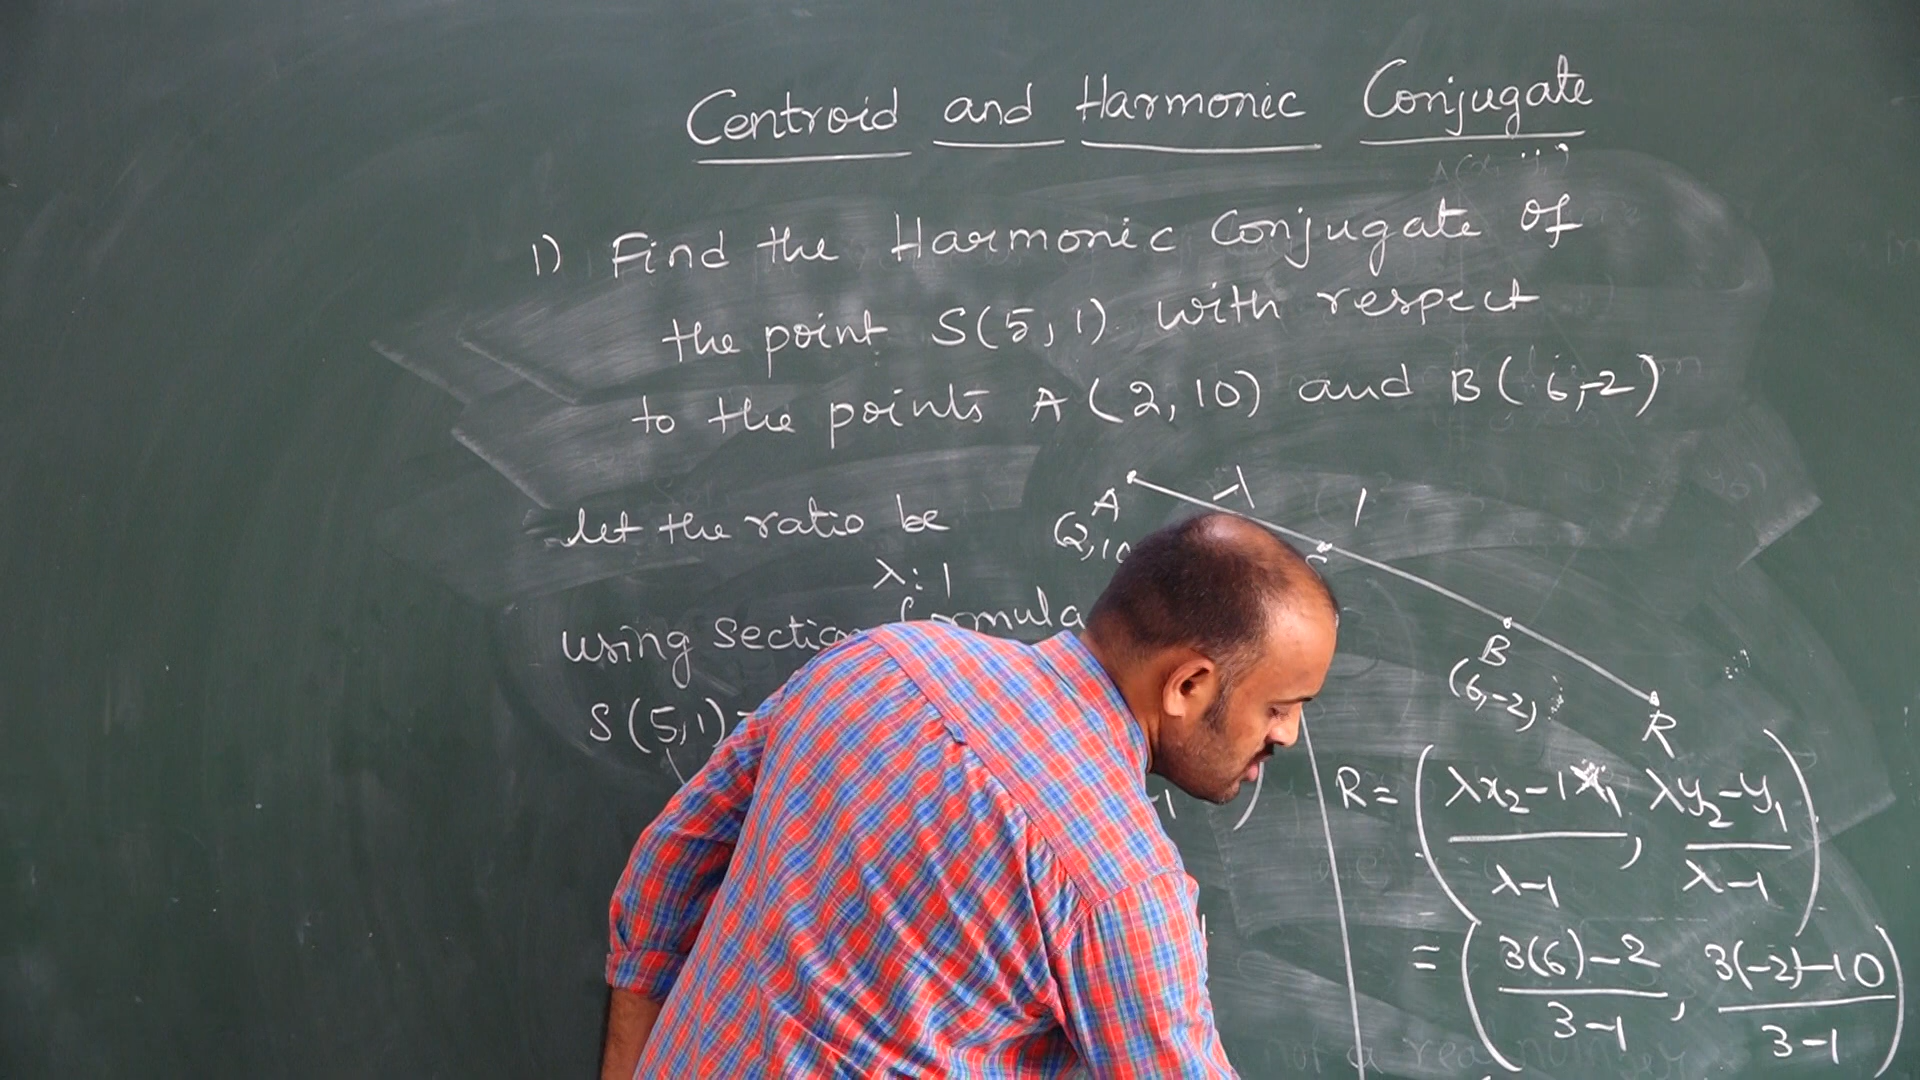 Centroid and Harmonic Conjugate
1) Find the Harmonic Conjugate of
the point S(5,1) with respect
to the points A(2,10) and B(6,-2)
let the ratio be
λ:1
using section formula
S(5,1)
A
(2,10
1
B
(6,-2)
R
R= (λx₂-1x₁/λ-1, λy₂-y₁/λ-1)
= (3(6)-2/3-1, 3(-2)-10/3-1)